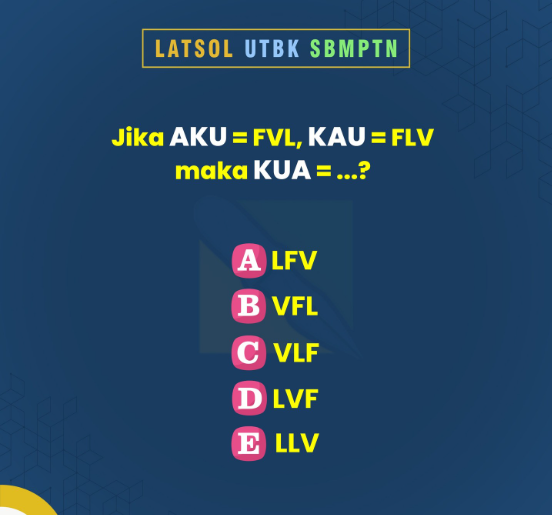 LATSOL UTBK SBMPTN
Jika AKU = FVL, KAU = FLV
maka KUA = ...?
A LFV
B VFL
C VLF
D LVF
E LLV